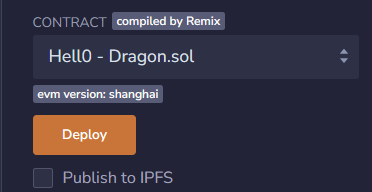 CONTRACT compiled by Remix
Hell0 - Dragon.sol
evm version: shanghai
Deploy
Publish to IPFS